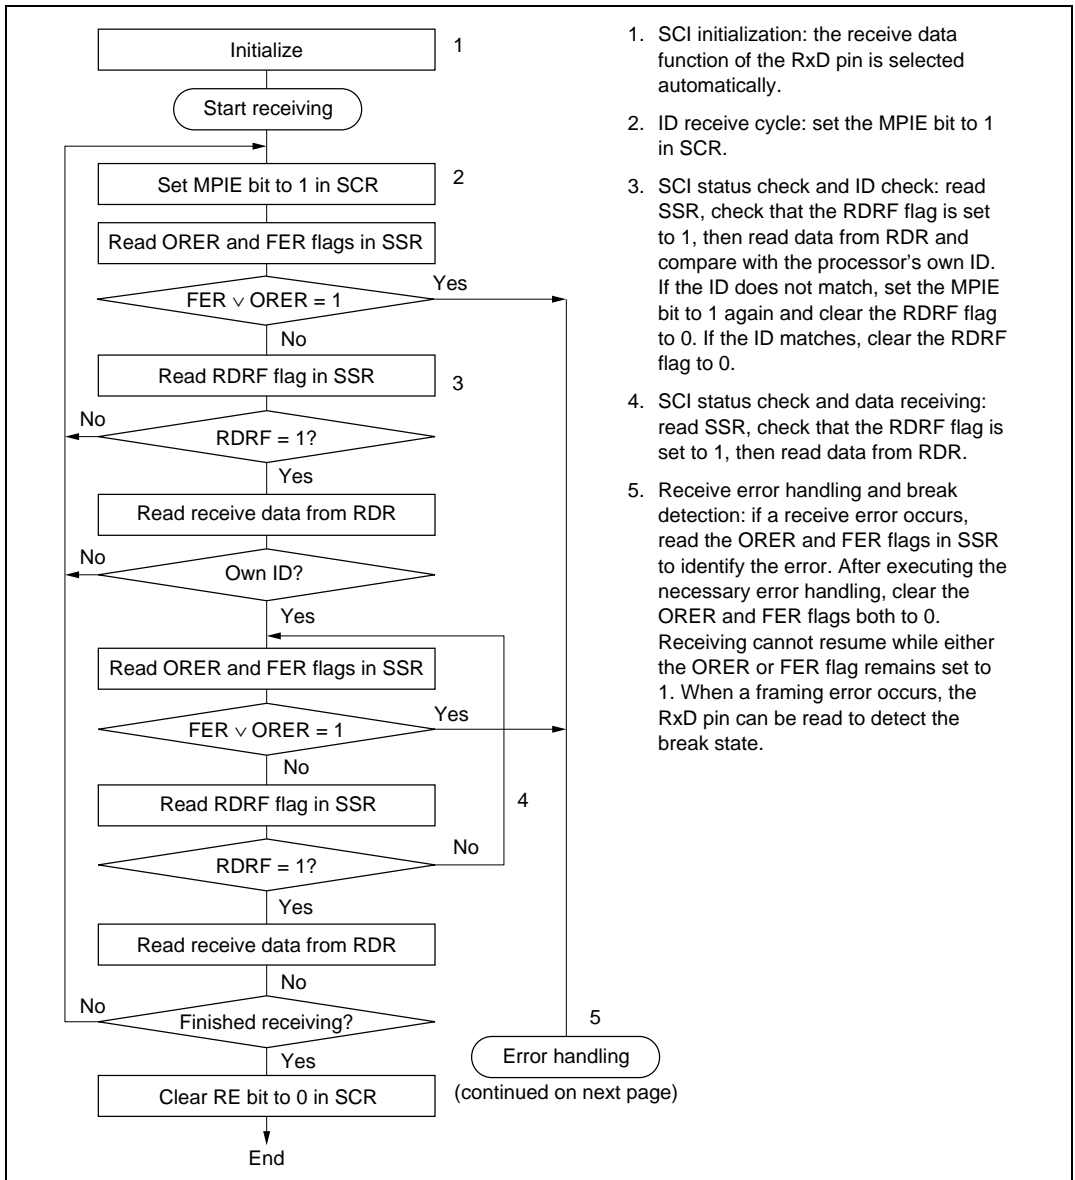 Initialize
1
Start receiving
Set MPIE bit to 1 in SCR
2
Read ORER and FER flags in SSR
FER ∨ ORER = 1
Yes
No
Read RDRF flag in SSR
3
RDRF = 1?
No
Yes
Read receive data from RDR
Own ID?
No
Yes
Read ORER and FER flags in SSR
FER ∨ ORER = 1
Yes
No
Read RDRF flag in SSR
4
RDRF = 1?
No
Yes
Read receive data from RDR
No
Finished receiving?
No
Yes
Clear RE bit to 0 in SCR
End
5
Error handling
(continued on next page)
1. SCI initialization: the receive data
function of the RxD pin is selected
automatically.
2. ID receive cycle: set the MPIE bit to 1
in SCR.
3. SCI status check and ID check: read
SSR, check that the RDRF flag is set
to 1, then read data from RDR and
compare with the processor's own ID.
If the ID does not match, set the MPIE
bit to 1 again and clear the RDRF flag
to 0. If the ID matches, clear the RDRF
flag to 0.
4. SCI status check and data receiving:
read SSR, check that the RDRF flag is
set to 1, then read data from RDR.
5. Receive error handling and break
detection: if a receive error occurs,
read the ORER and FER flags in SSR
to identify the error. After executing the
necessary error handling, clear the
ORER and FER flags both to 0.
Receiving cannot resume while either
the ORER or FER flag remains set to
1. When a framing error occurs, the
RxD pin can be read to detect the
break state.